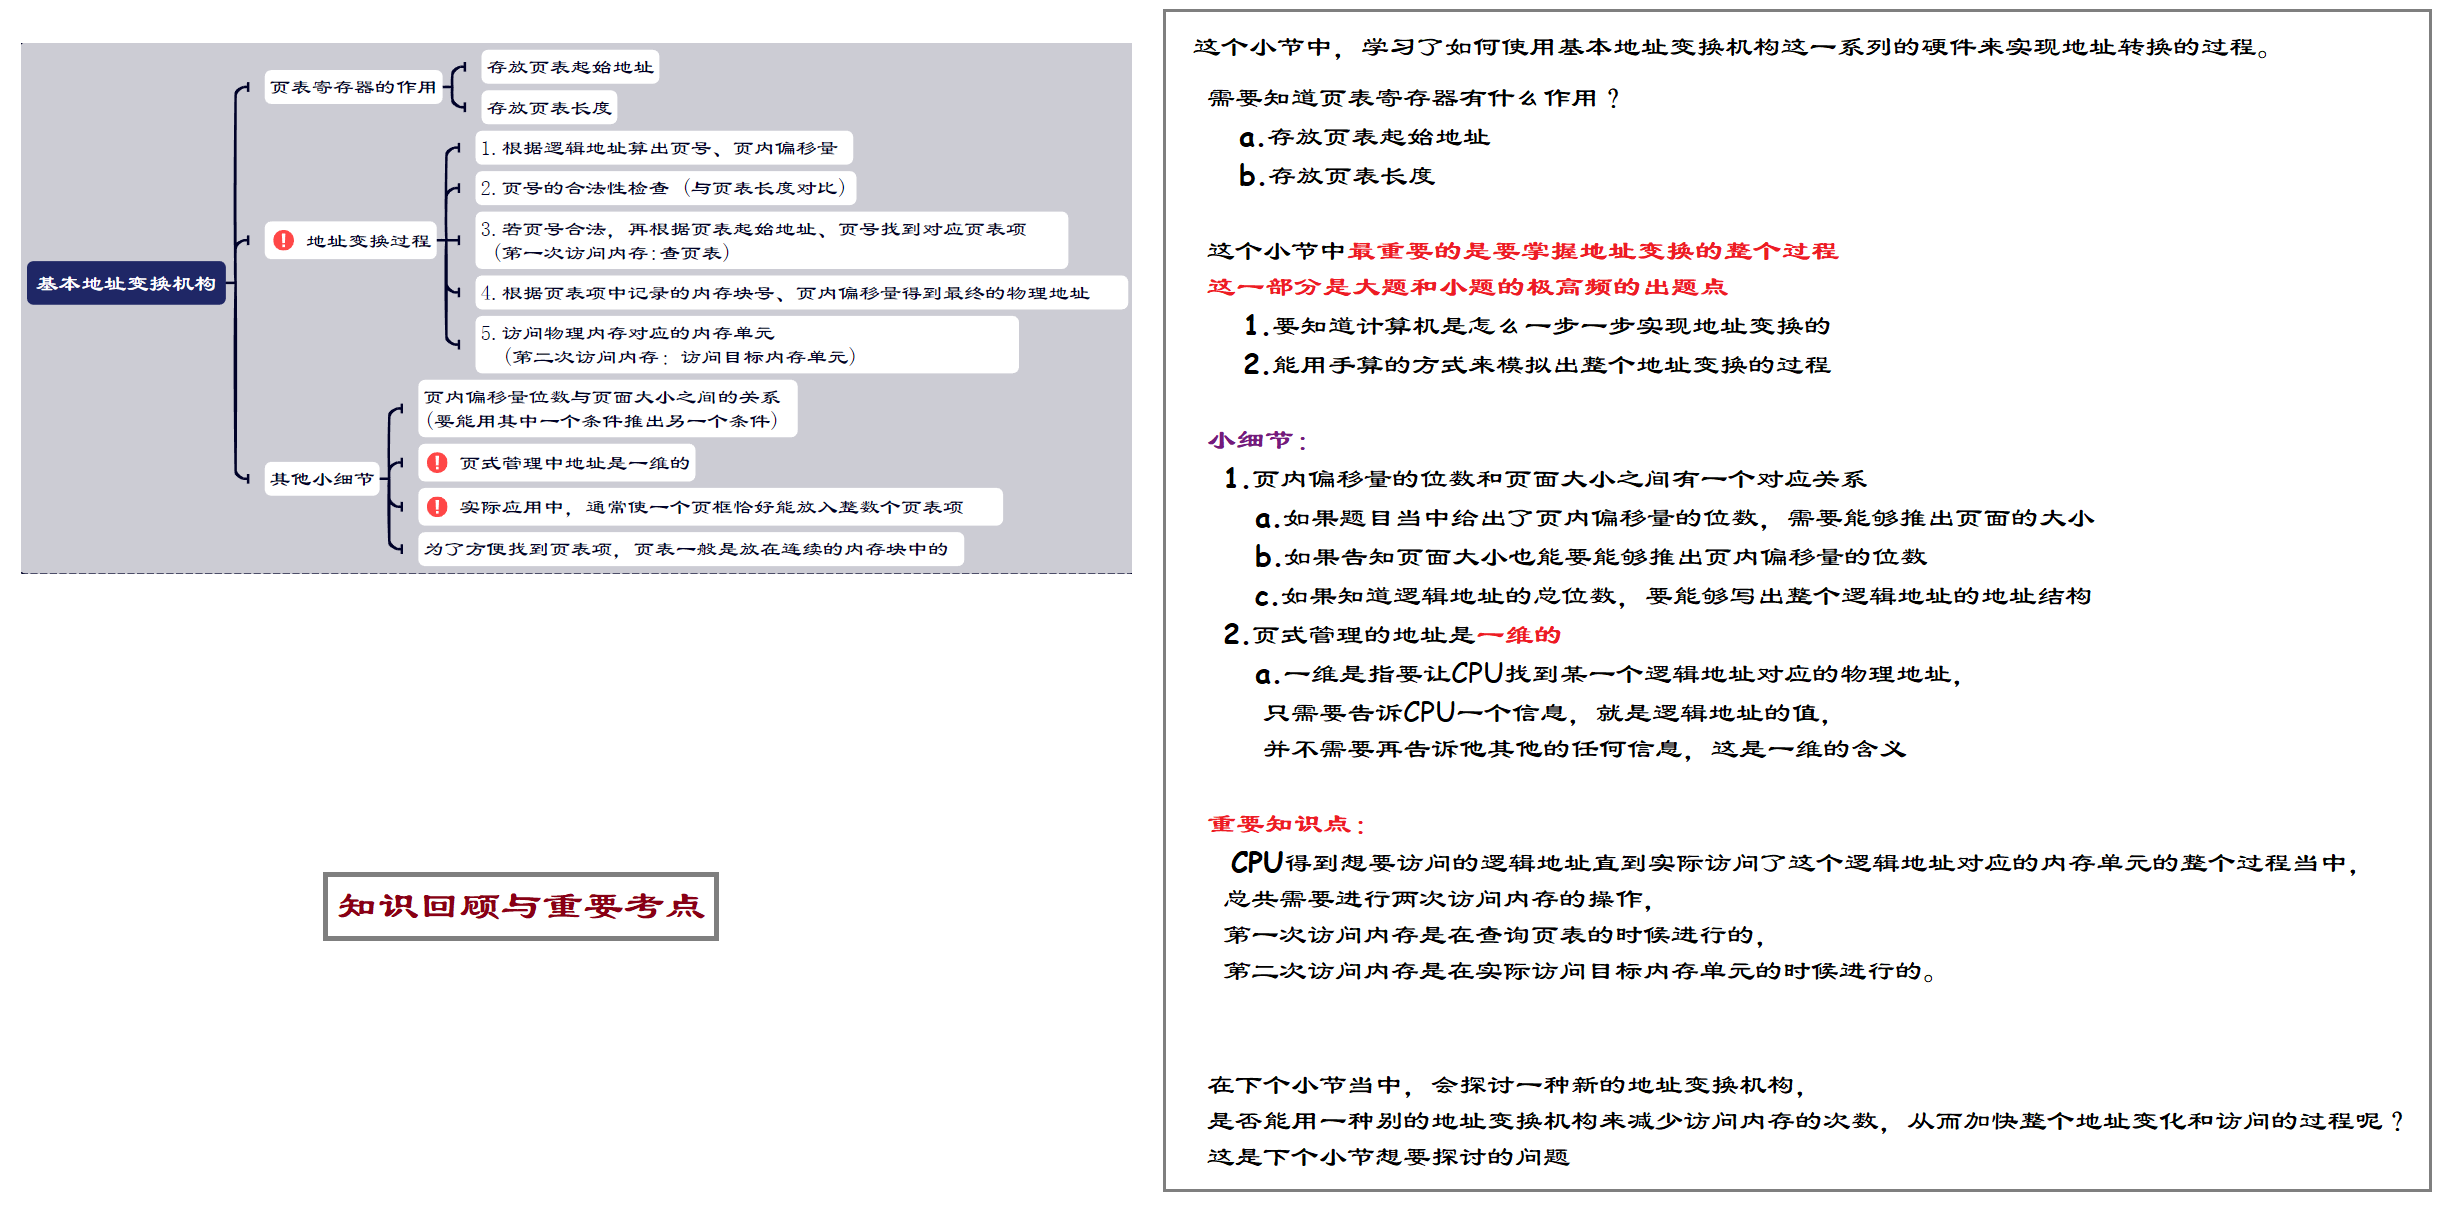 基本地址变换机构
页表寄存器的作用
存放页表起始地址
存放页表长度
地址变换过程
1. 根据逻辑地址算出页号、页内偏移量
2. 页号的合法性检查（与页表长度对比）
3. 若页号合法，再根据页表起始地址、页号找到对应页表项
（第一次访问内存：查页表）
4. 根据页表项中记录的内存块号、页内偏移量得到最终的物理地址
5. 访问物理内存对应的内存单元
（第二次访问内存：访问目标内存单元）
其他小细节
页内偏移量位数与页面大小之间的关系
（要能用其中一个条件推出另一个条件）
页式管理中地址是一维的
实际应用中，通常使一个页框恰好能放入整数个页表项
为了方便找到页表项，页表一般是放在连续的内存块中的
知识回顾与重要考点
这个小节中，学习了如何使用基本地址变换机构这一系列的硬件来实现地址转换的过程。
需要知道页表寄存器有什么作用？
a.存放页表起始地址
b.存放页表长度
这个小节中最重要的是要掌握地址变换的整个过程
这一部分是大题和小题的极高频的出题点
1.要知道计算机是怎么一步一步实现地址变换的
2.能用手算的方式来模拟出整个地址变换的过程
小细节：
1.页内偏移量的位数和页面大小之间有一个对应关系
a.如果题目当中给出了页内偏移量的位数，需要能够推出页面的大小
b.如果告知页面大小也能要能够推出页内偏移量的位数
c.如果知道逻辑地址的总位数，要能够写出整个逻辑地址的地址结构
2.页式管理的地址是一维的
a.一维是指要让CPU找到某一个逻辑地址对应的物理地址，
只需要告诉CPU一个信息，就是逻辑地址的值，
并不需要再告诉他其他的任何信息，这是一维的含义
重要知识点：
CPU得到想要访问的逻辑地址直到实际访问了这个逻辑地址对应的内存单元的整个过程当中，
总共需要进行两次访问内存的操作，
第一次访问内存是在查询页表的时候进行的，
第二次访问内存是在实际访问目标内存单元的时候进行的。
在下个小节当中，会探讨一种新的地址变换机构，
是否能用一种别的地址变换机构来减少访问内存的次数，从而加快整个地址变化和访问的过程呢？
这是下个小节想要探讨的问题